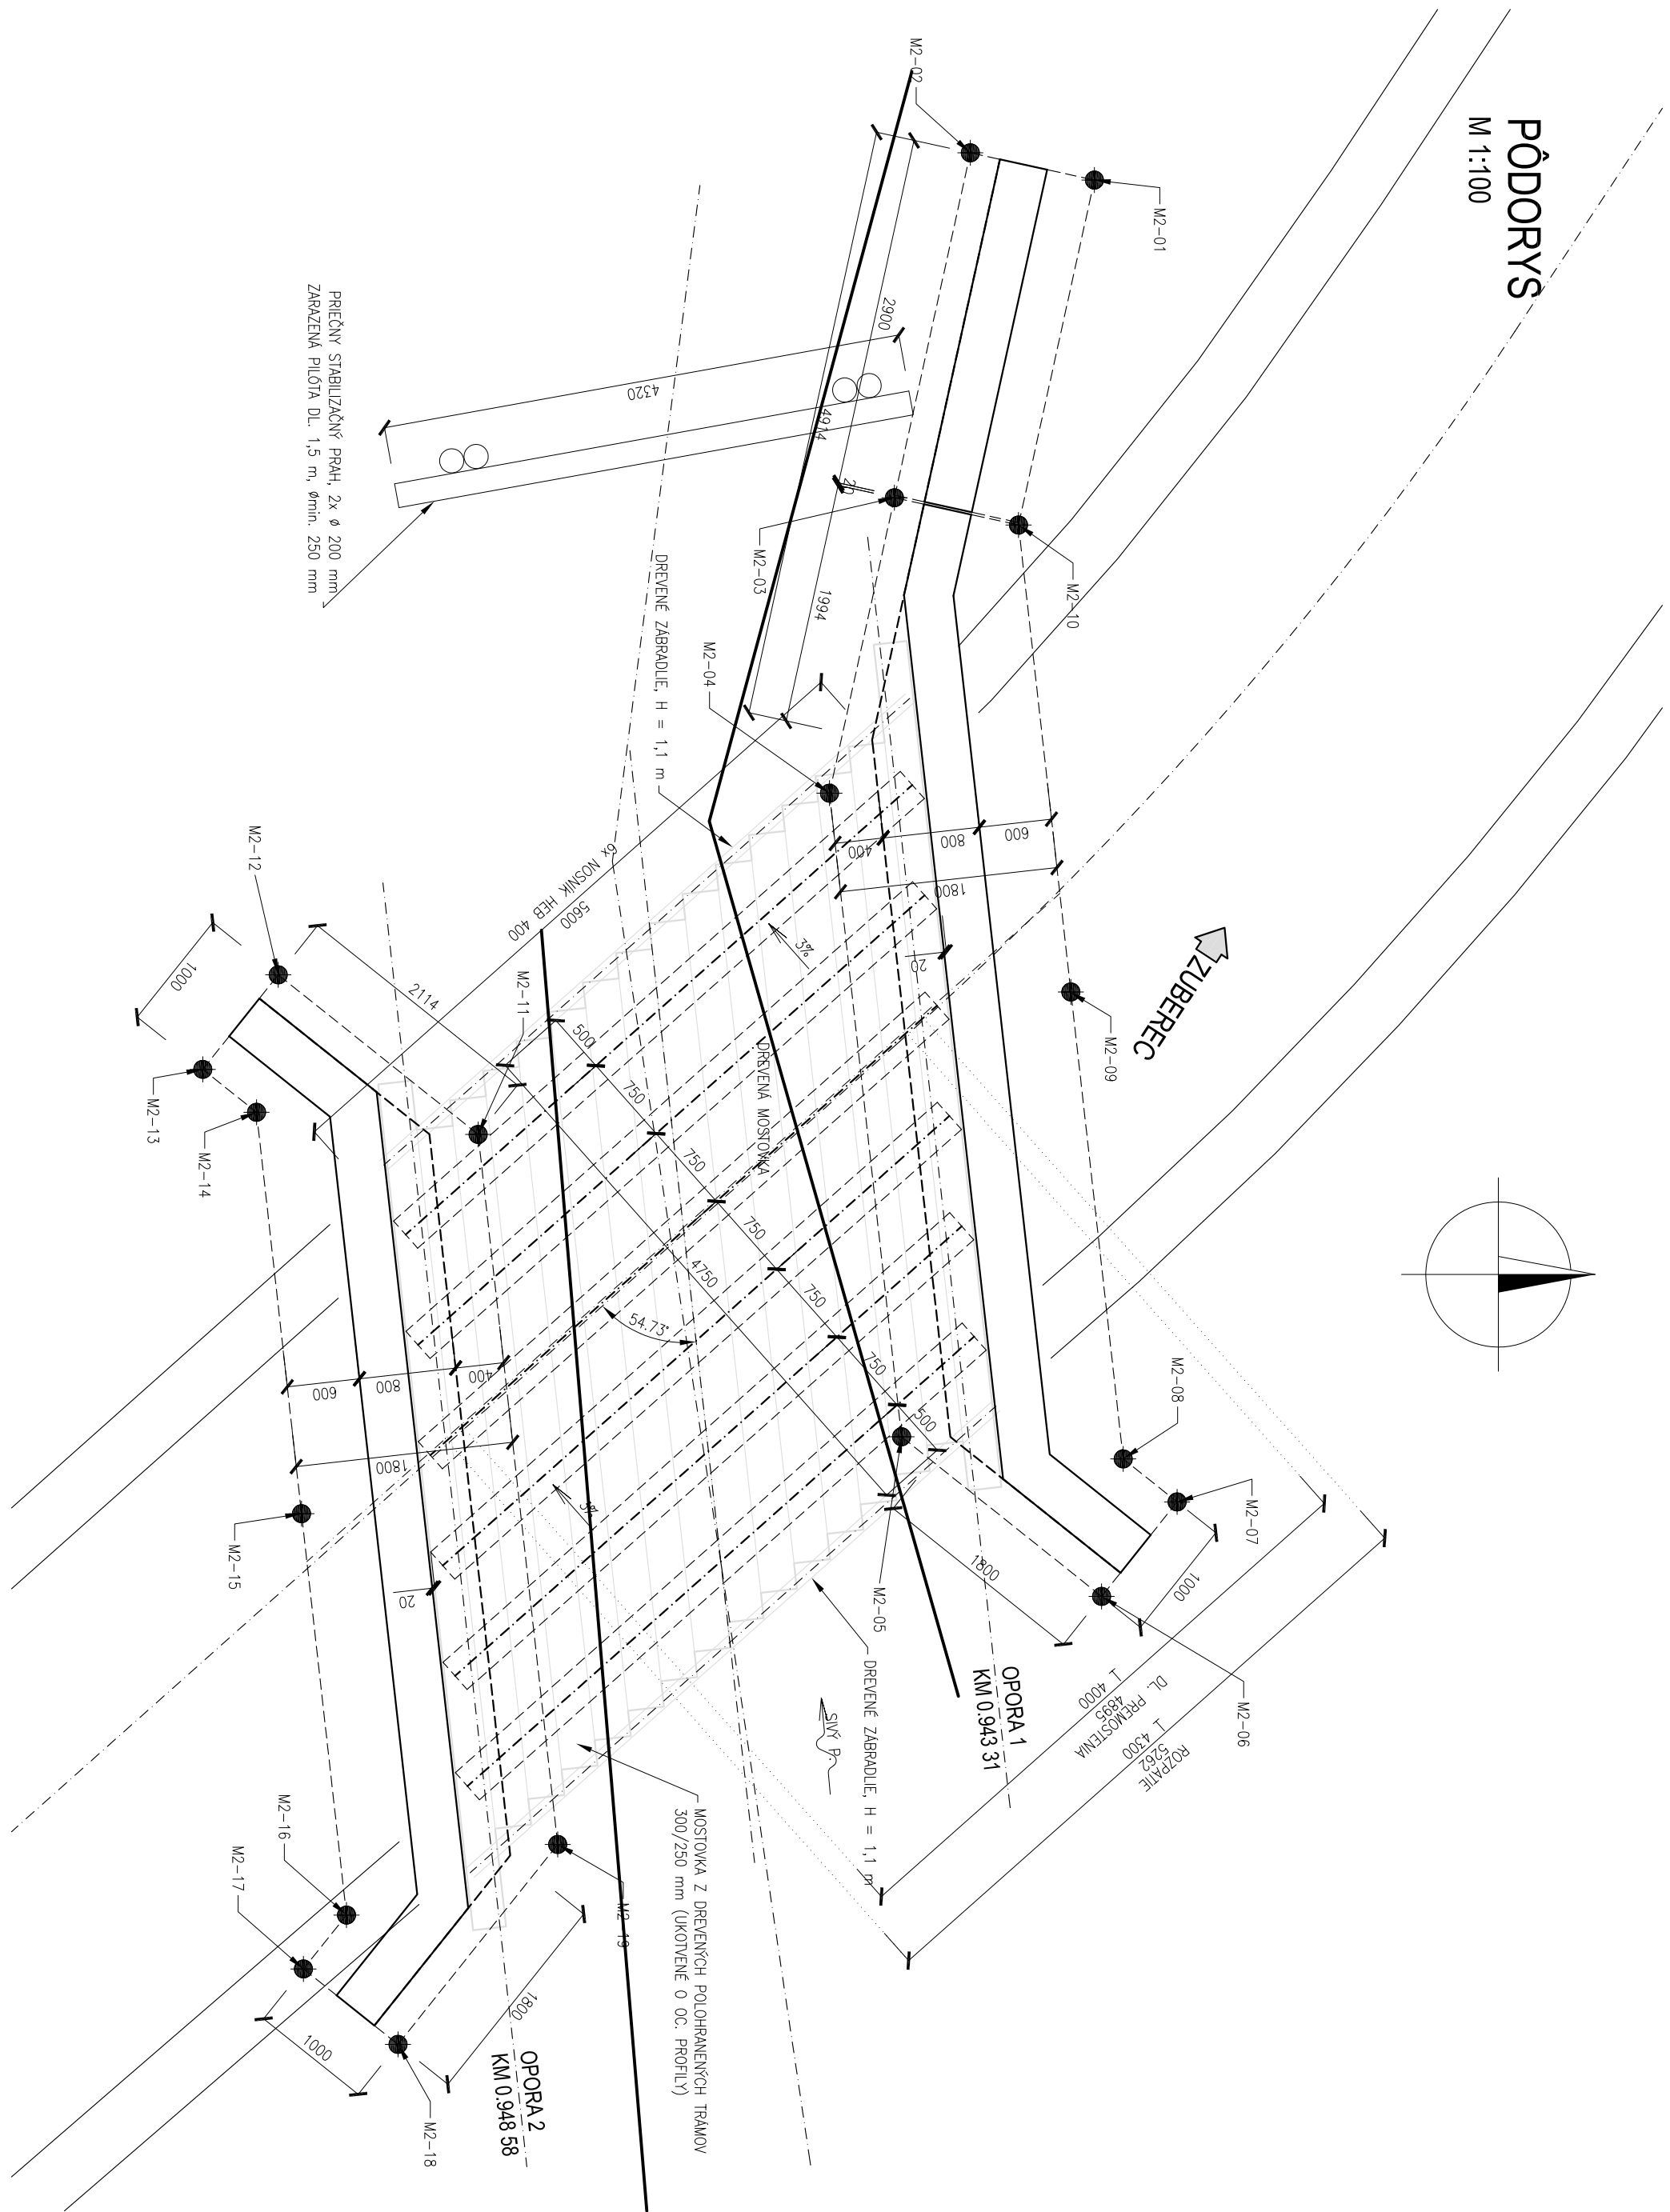 PÔDORYS
M 1:100
M2-01
M2-02
2900
4320
4914
20
1994
M2-03
M2-10
PRIEČNY STABILIZAČNÝ PRAH, 2x ø 200 mm
ZARAZENÁ PILÓTA DL. 1,5 m, ømin. 250 mm
DREVENÉ ZÁBRADLIE, H = 1,1 m
M2-04
400
800
600
1800
20
ZUBEREC
M2-09
M2-08
M2-07
M2-06
M2-05
6x NOSNÍK HEB 400
5600
M2-12
1000
2114
M2-11
M2-13
M2-14
500
750
750
750
750
750
500
4750
3%
DREVENÁ MOSTOVKA
54.73°
600
800
400
1800
20
3%
M2-15
1800
1000
DREVENÉ ZÁBRADLIE, H = 1,1 m
SIVÝ P.
OPORA 1
KM 0.943 31
DL. PREMOSTENIA
4895
⊥ 4000
ROZPATIE
5262
⊥ 4300
MOSTOVKA Z DREVENÝCH POLOHRANENÝCH TRÁMOV
300/250 mm (UKOTVENÉ O OC. PROFILY)
M2-16
M2-17
M2-19
1800
1000
M2-18
OPORA 2
KM 0.948 58